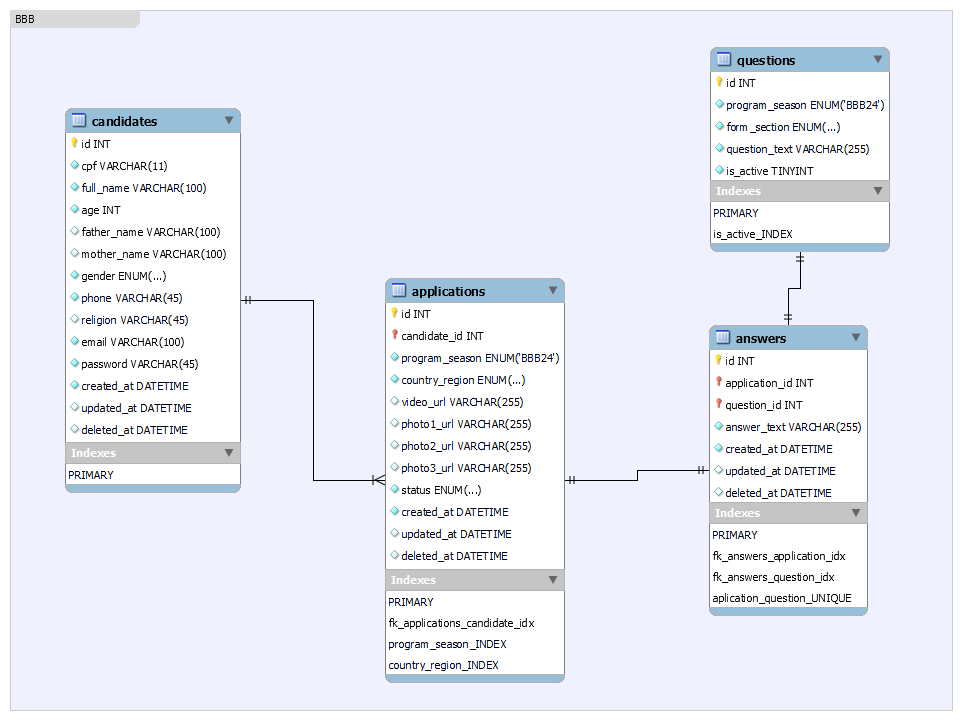 BBB
candidates
id INT
cpf VARCHAR(11)
full_name VARCHAR(100)
age INT
father_name VARCHAR(100)
mother_name VARCHAR(100)
gender ENUM(...)
phone VARCHAR(45)
religion VARCHAR(45)
email VARCHAR(100)
password VARCHAR(45)
created_at DATETIME
updated_at DATETIME
deleted_at DATETIME
Indexes
PRIMARY
applications
id INT
candidate_id INT
program_season ENUM('BBB24')
country_region ENUM(...)
video_url VARCHAR(255)
photo1_url VARCHAR(255)
photo2_url VARCHAR(255)
photo3_url VARCHAR(255)
status ENUM(...)
created_at DATETIME
updated_at DATETIME
deleted_at DATETIME
Indexes
PRIMARY
fk_applications_candidate_idx
program_season_INDEX
country_region_INDEX
questions
id INT
program_season ENUM('BBB24')
form_section ENUM(...)
question_text VARCHAR(255)
is_active TINYINT
Indexes
PRIMARY
is_active_INDEX
answers
id INT
application_id INT
question_id INT
answer_text VARCHAR(255)
created_at DATETIME
updated_at DATETIME
deleted_at DATETIME
Indexes
PRIMARY
fk_answers_application_idx
fk_answers_question_idx
aplication_question_UNIQUE